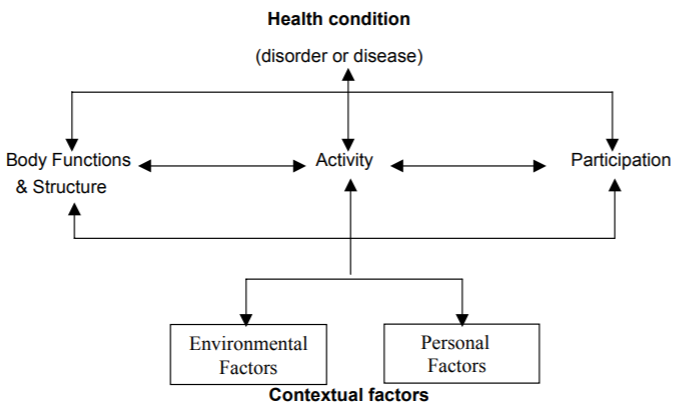 Health condition
(disorder or disease)
Body Functions
& Structure
Activity
Participation
Environmental
Factors
Personal
Factors
Contextual factors